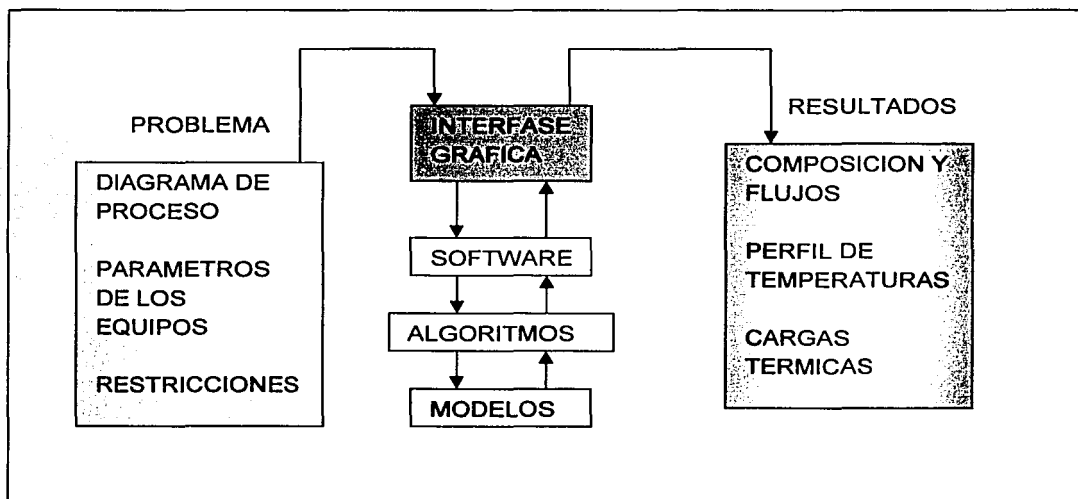 PROBLEMA
DIAGRAMA DE
PROCESO
PARAMETROS
DE LOS
EQUIPOS
RESTRICCIONES
INTERFASE
GRAFICA
SOFTWARE
ALGORITMOS
MODELOS
RESULTADOS
COMPOSICION Y
FLUJOS
PERFIL DE
TEMPERATURAS
CARGAS
TERMICAS